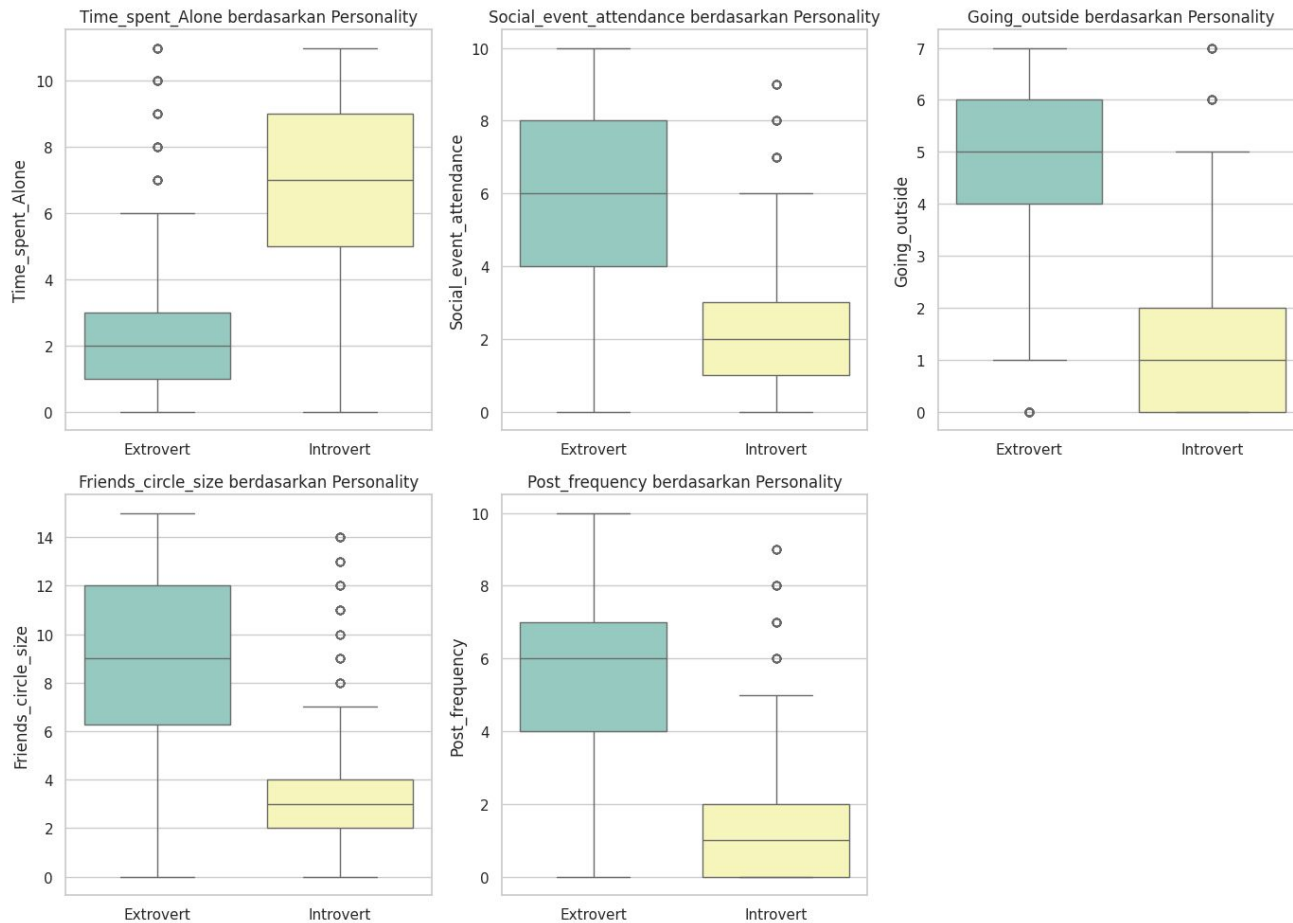 Time_spent_Alone berdasarkan Personality
Time_spent_Alone
10
8
6
4
2
0
Extrovert
Introvert
Social_event_attendance berdasarkan Personality
Social_event_attendance
10
8
6
4
2
0
Extrovert
Introvert
Going_outside berdasarkan Personality
Going_outside
7
6
5
4
3
2
1
0
Extrovert
Introvert
Friends_circle_size berdasarkan Personality
Friends_circle_size
14
12
10
8
6
4
2
0
Extrovert
Introvert
Post_frequency berdasarkan Personality
Post_frequency
10
8
6
4
2
0
Extrovert
Introvert